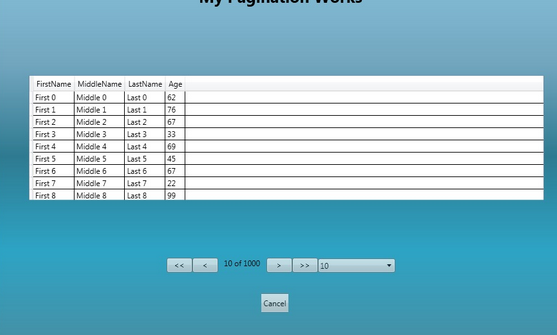 My Pagination Works
FirstName MiddleName LastName Age
First 0 Middle 0 Last 0 62
First 1 Middle 1 Last 1 76
First 2 Middle 2 Last 2 67
First 3 Middle 3 Last 3 33
First 4 Middle 4 Last 4 69
First 5 Middle 5 Last 5 45
First 6 Middle 6 Last 6 67
First 7 Middle 7 Last 7 22
First 8 Middle 8 Last 8 99
<< < 10 of 1000 > >> 10
Cancel